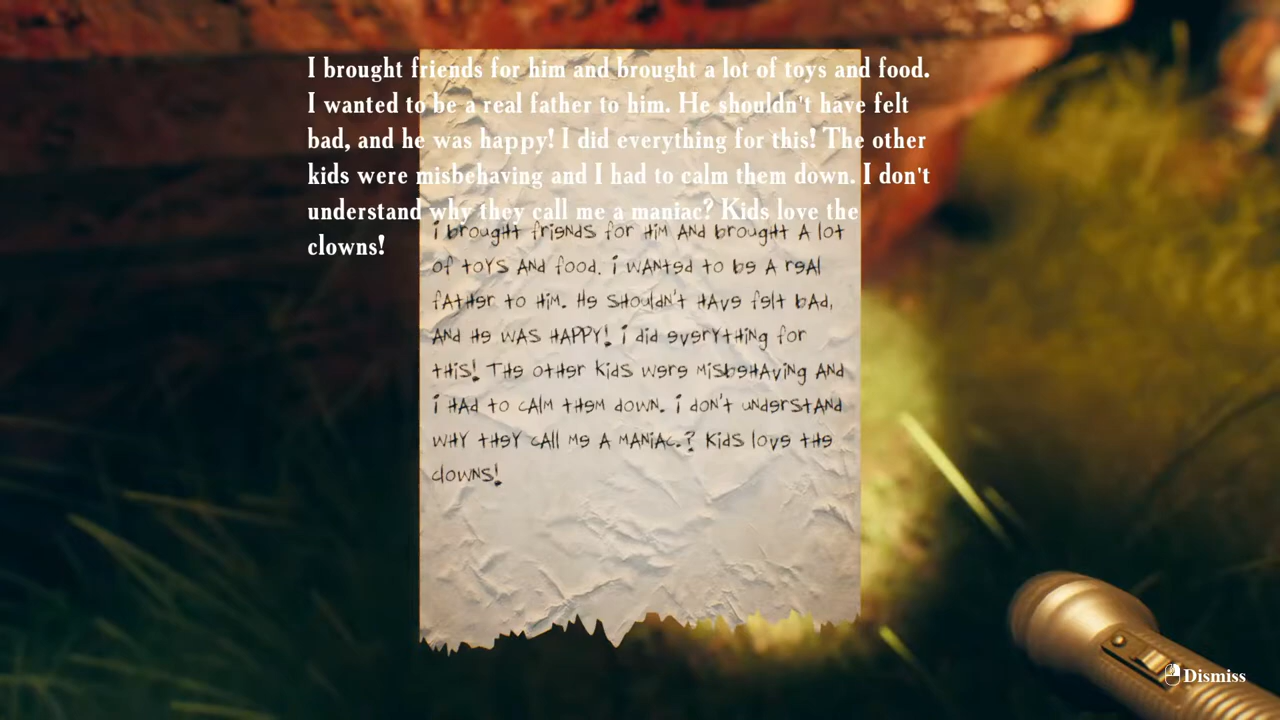 I brought friends for him and brought a lot of toys and food.
I wanted to be a real father to him. He shouldn't have felt
bad, and he was happy! I did everything for this! The other
kids were misbehaving and I had to calm them down. I don't
understand why they call me a maniac? Kids love the
clowns!
i brought friends for him and brought a lot
of toys and food. i wanted to be a real
father to him. He shouldn't have felt bad,
and he was happy! i did everything for
this! The other kids were misbehaving and
i had to calm them down. i don't understand
why they call me a maniac.? Kids love the
clowns!
Dismiss